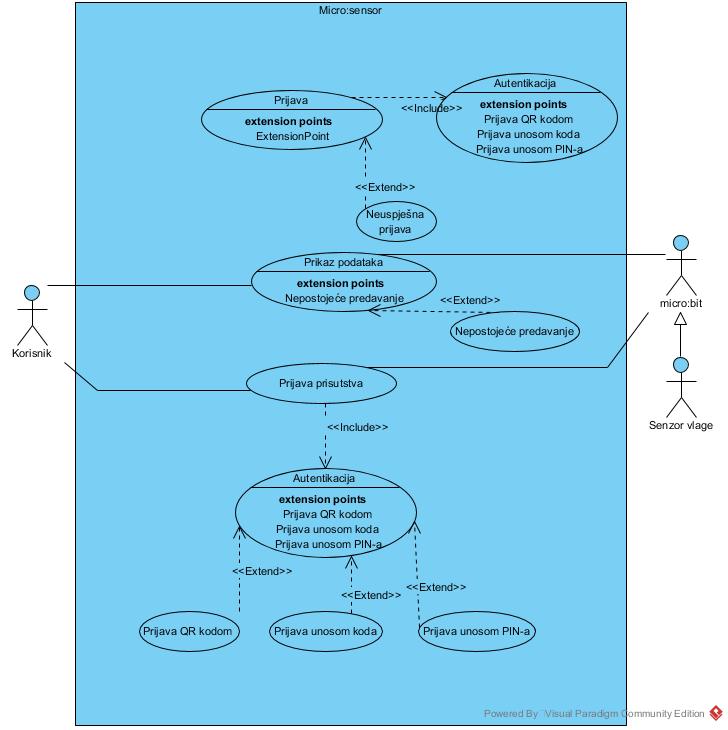 Micro:sensor
Prijava
extension points
ExtensionPoint
<<Include>>
Autentikacija
extension points
Prijava QR kodom
Prijava unosom koda
Prijava unosom PIN-a
<<Extend>>
Neuspješna
prijava
Prikaz podataka
extension points
Nepostojeće predavanje
<<Extend>>
Nepostojeće predavanje
micro:bit
Korisnik
Prijava prisutstva
Senzor vlage
<<Include>>
Autentikacija
extension points
Prijava QR kodom
Prijava unosom koda
Prijava unosom PIN-a
<<Extend>>
<<Extend>>
<<Extend>>
Prijava QR kodom
Prijava unosom koda
Prijava unosom PIN-a
Powered By Visual Paradigm Community Edition